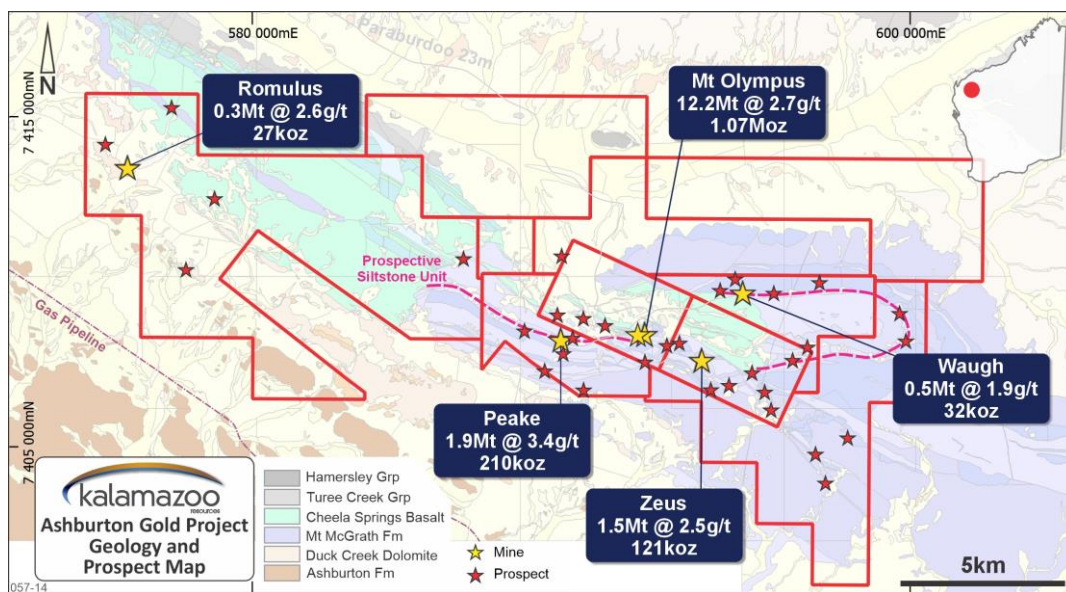 580 000mE
600 000mE
Paraburdoo 23m
N
7 415 000mN
Romulus
0.3Mt @ 2.6g/t
27koz
Mt Olympus
12.2Mt @ 2.7g/t
1.07Moz
Prospective
Siltstone Unit
Gas Pipeline
Waugh
0.5Mt @ 1.9g/t
32koz
Peake
1.9Mt @ 3.4g/t
210koz
7 405 000mN
Zeus
1.5Mt @ 2.5g/t
121koz
kalamazoo
resources
Ashburton Gold Project
Geology and
Prospect Map
Hamersley Grp
Turee Creek Grp
Cheela Springs Basalt
Mt McGrath Fm
Duck Creek Dolomite
Ashburton Fm
Mine
Prospect
5km
057-14